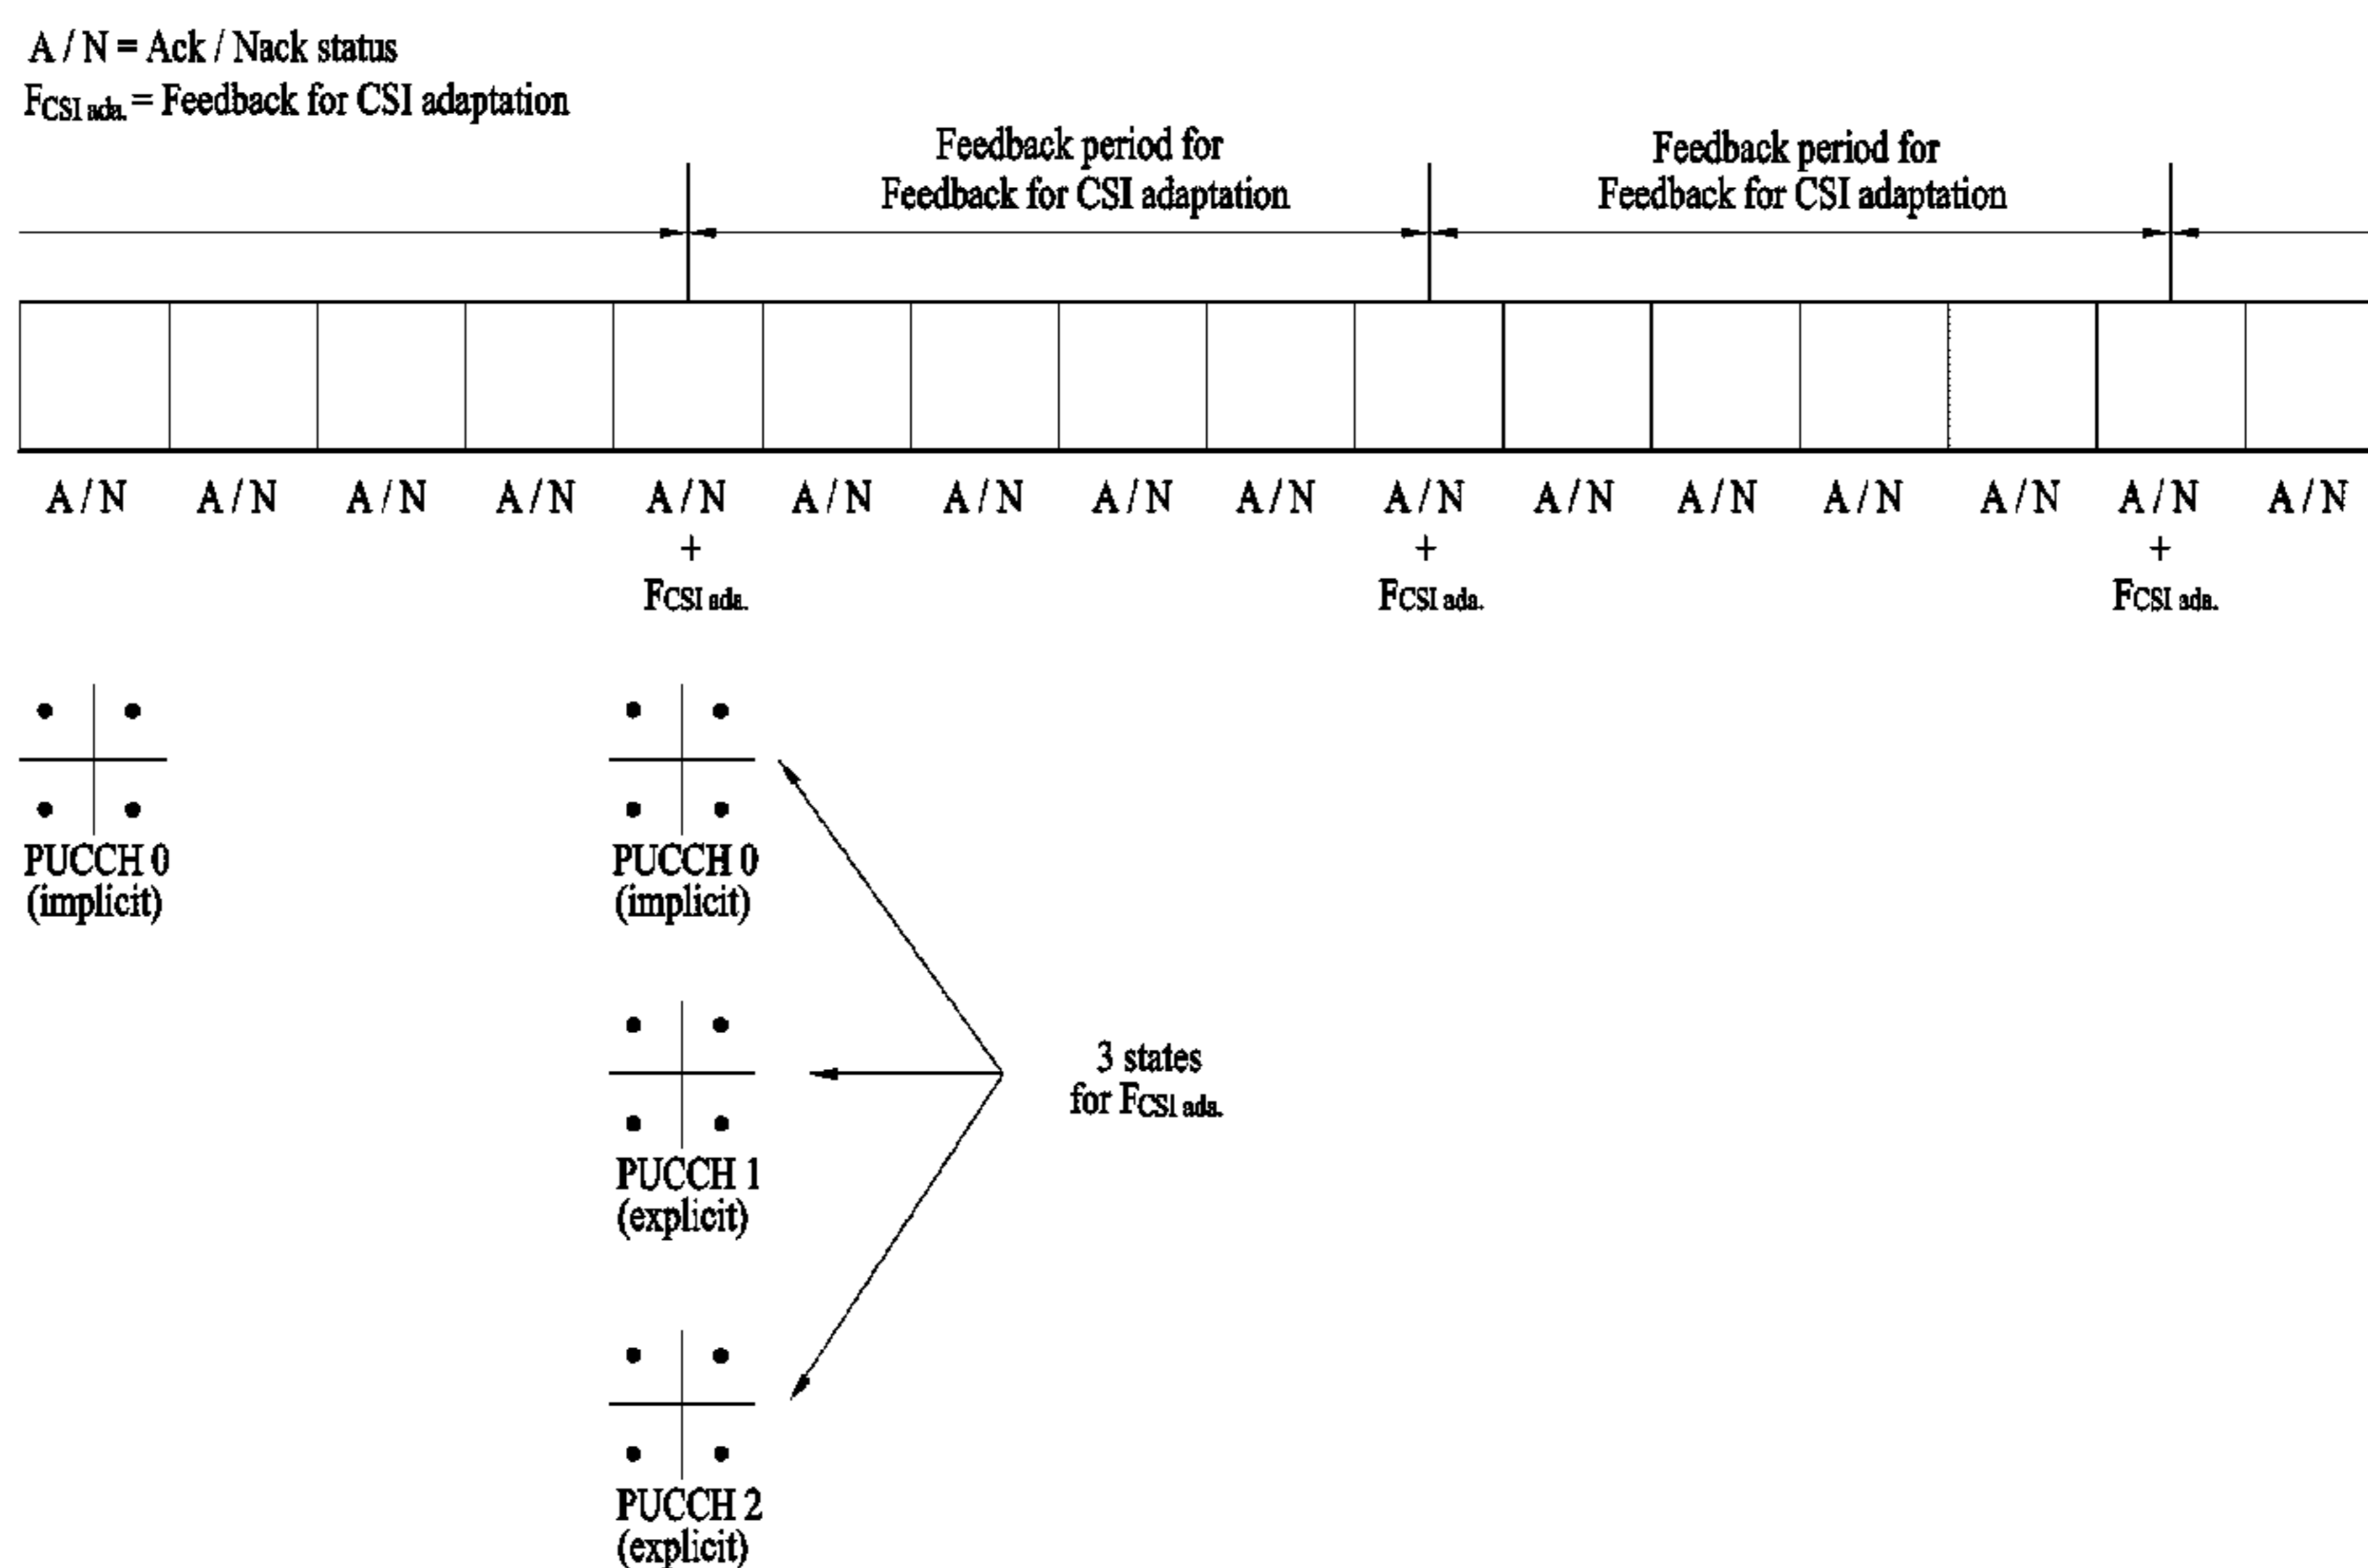 A / N = Ack / Nack status
FCSI ada. = Feedback for CSI adaptation
Feedback period for
Feedback for CSI adaptation
Feedback period for
Feedback for CSI adaptation
A / N A / N A / N A / N A / N A / N A / N A / N A / N A / N A / N A / N A / N A / N A / N A / N
+ + +
FCSI ada. FCSI ada. FCSI ada.
PUCCH 0
(implicit)
PUCCH 0
(implicit)
PUCCH 1
(explicit)
3 states
for FCSI ada.
PUCCH 2
(explicit)